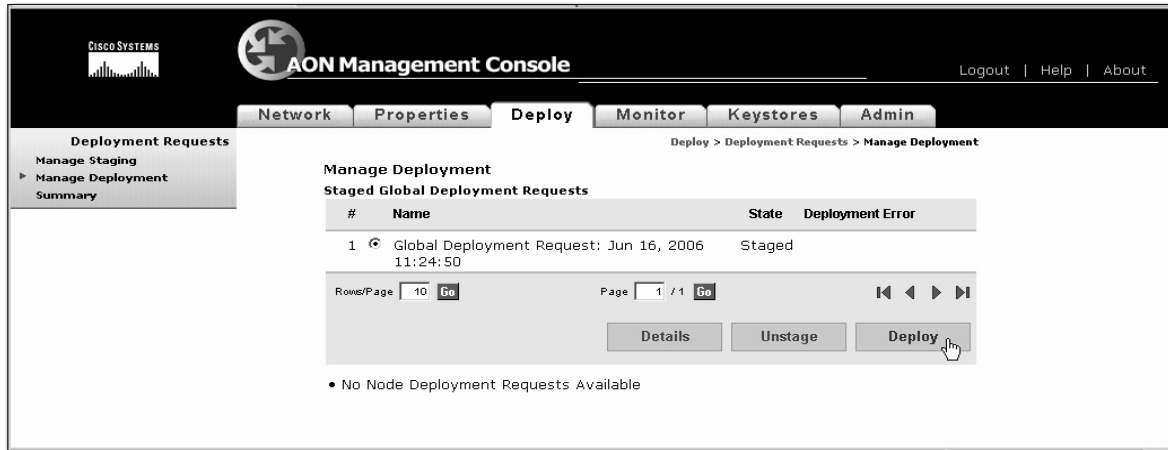 CISCO SYSTEMS
AON Management Console
Logout | Help | About
Network Properties Deploy Monitor Keystores Admin
Deployment Requests
Manage Staging
Manage Deployment
Summary
Deploy > Deployment Requests > Manage Deployment
Manage Deployment
Staged Global Deployment Requests
# Name State Deployment Error
1 Global Deployment Request: Jun 16, 2006 Staged
11:24:50
Rows/Page 10 Go Page 1 / 1 Go
Details Unstage Deploy
• No Node Deployment Requests Available